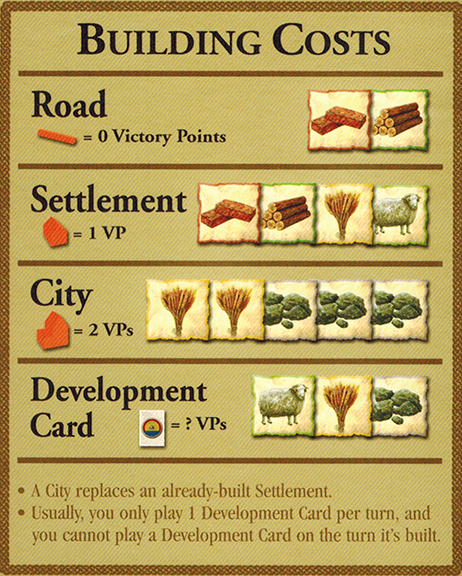 BUILDING COSTS
Road
= 0 Victory Points
Settlement
= 1 VP
City
= 2 VPs
Development
Card
= ? VPs
• A City replaces an already-built Settlement.
• Usually, you only play 1 Development Card per turn, and
you cannot play a Development Card on the turn it's built.